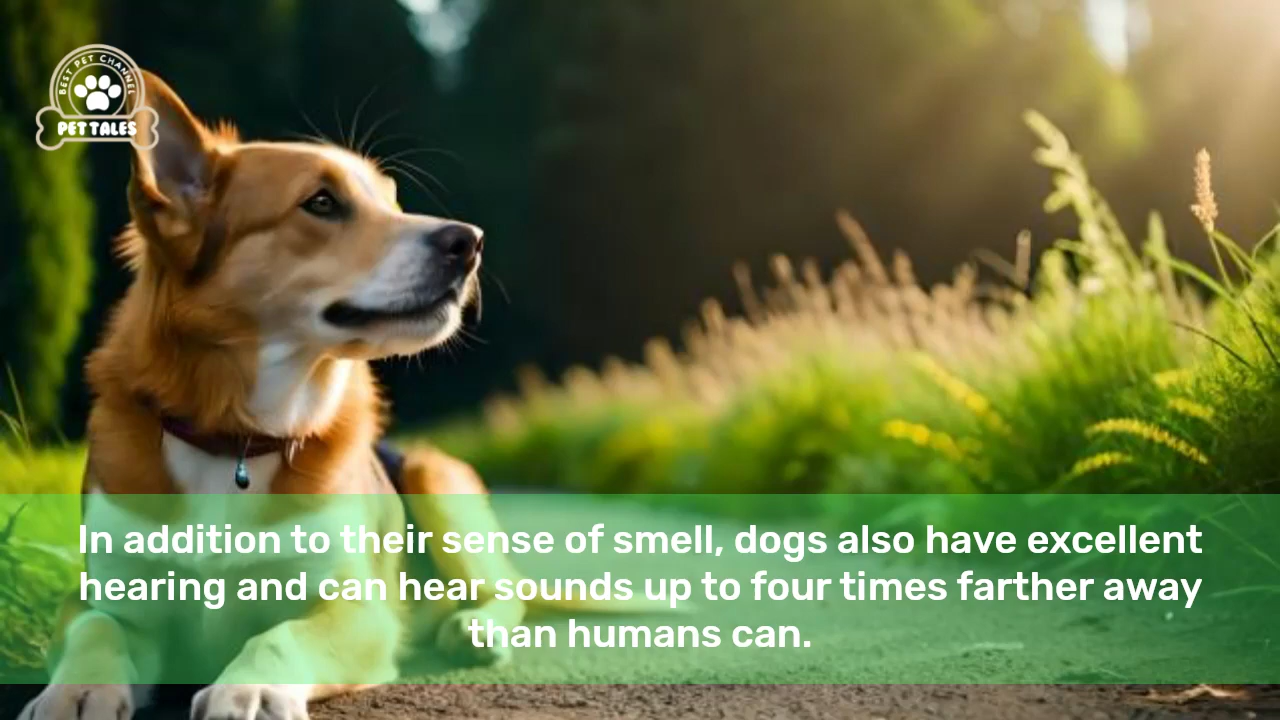 BEST PET CHANNEL
PET TALES
In addition to their sense of smell, dogs also have excellent
hearing and can hear sounds up to four times farther away
than humans can.